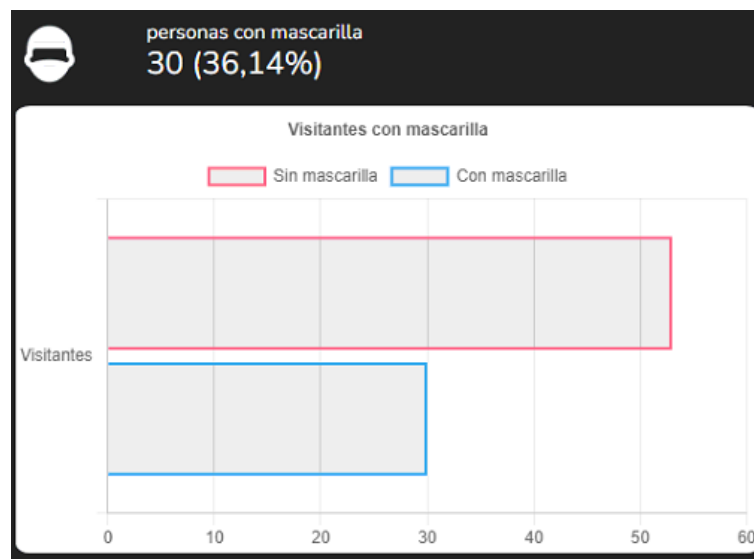 personas con mascarilla
30 (36,14%)
Visitantes con mascarilla
Sin mascarilla Con mascarilla
Visitantes
0 10 20 30 40 50 60